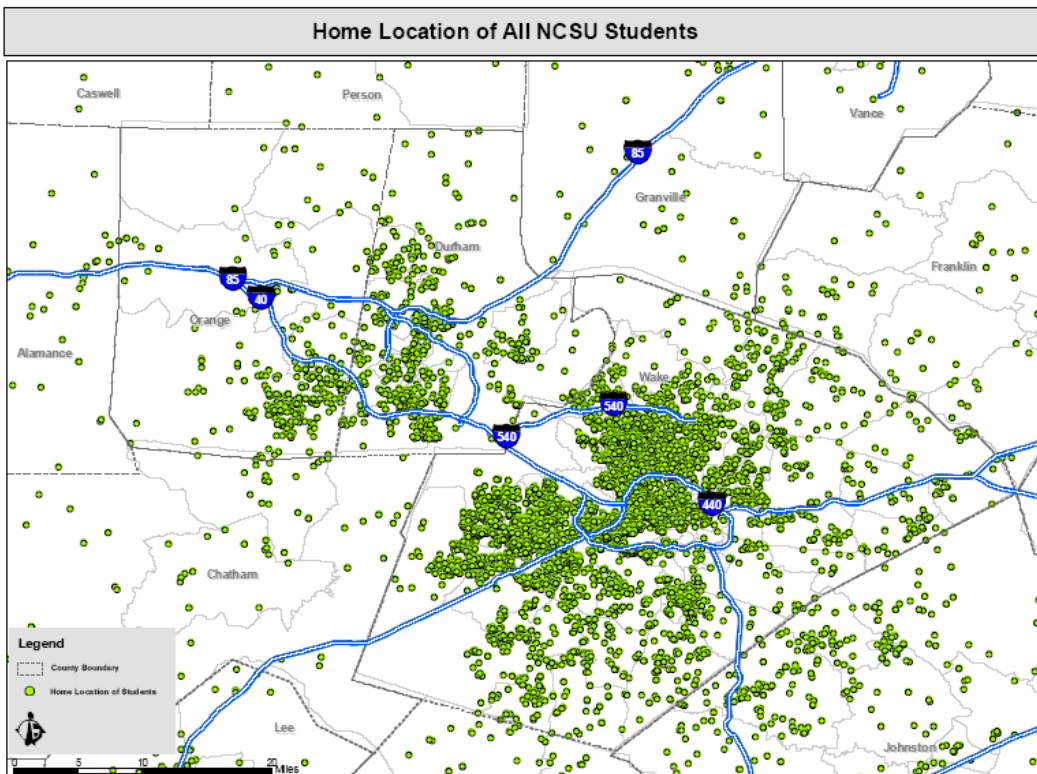 Home Location of All NCSU Students
Caswell
Person
Vance
85
Granville
Durham
Franklin
85
40
Orange
Alamance
Wake
540
540
440
Chatham
Legend
County Boundary
Home Location of Students
Lee
Johnston
0 5 10 20
Miles